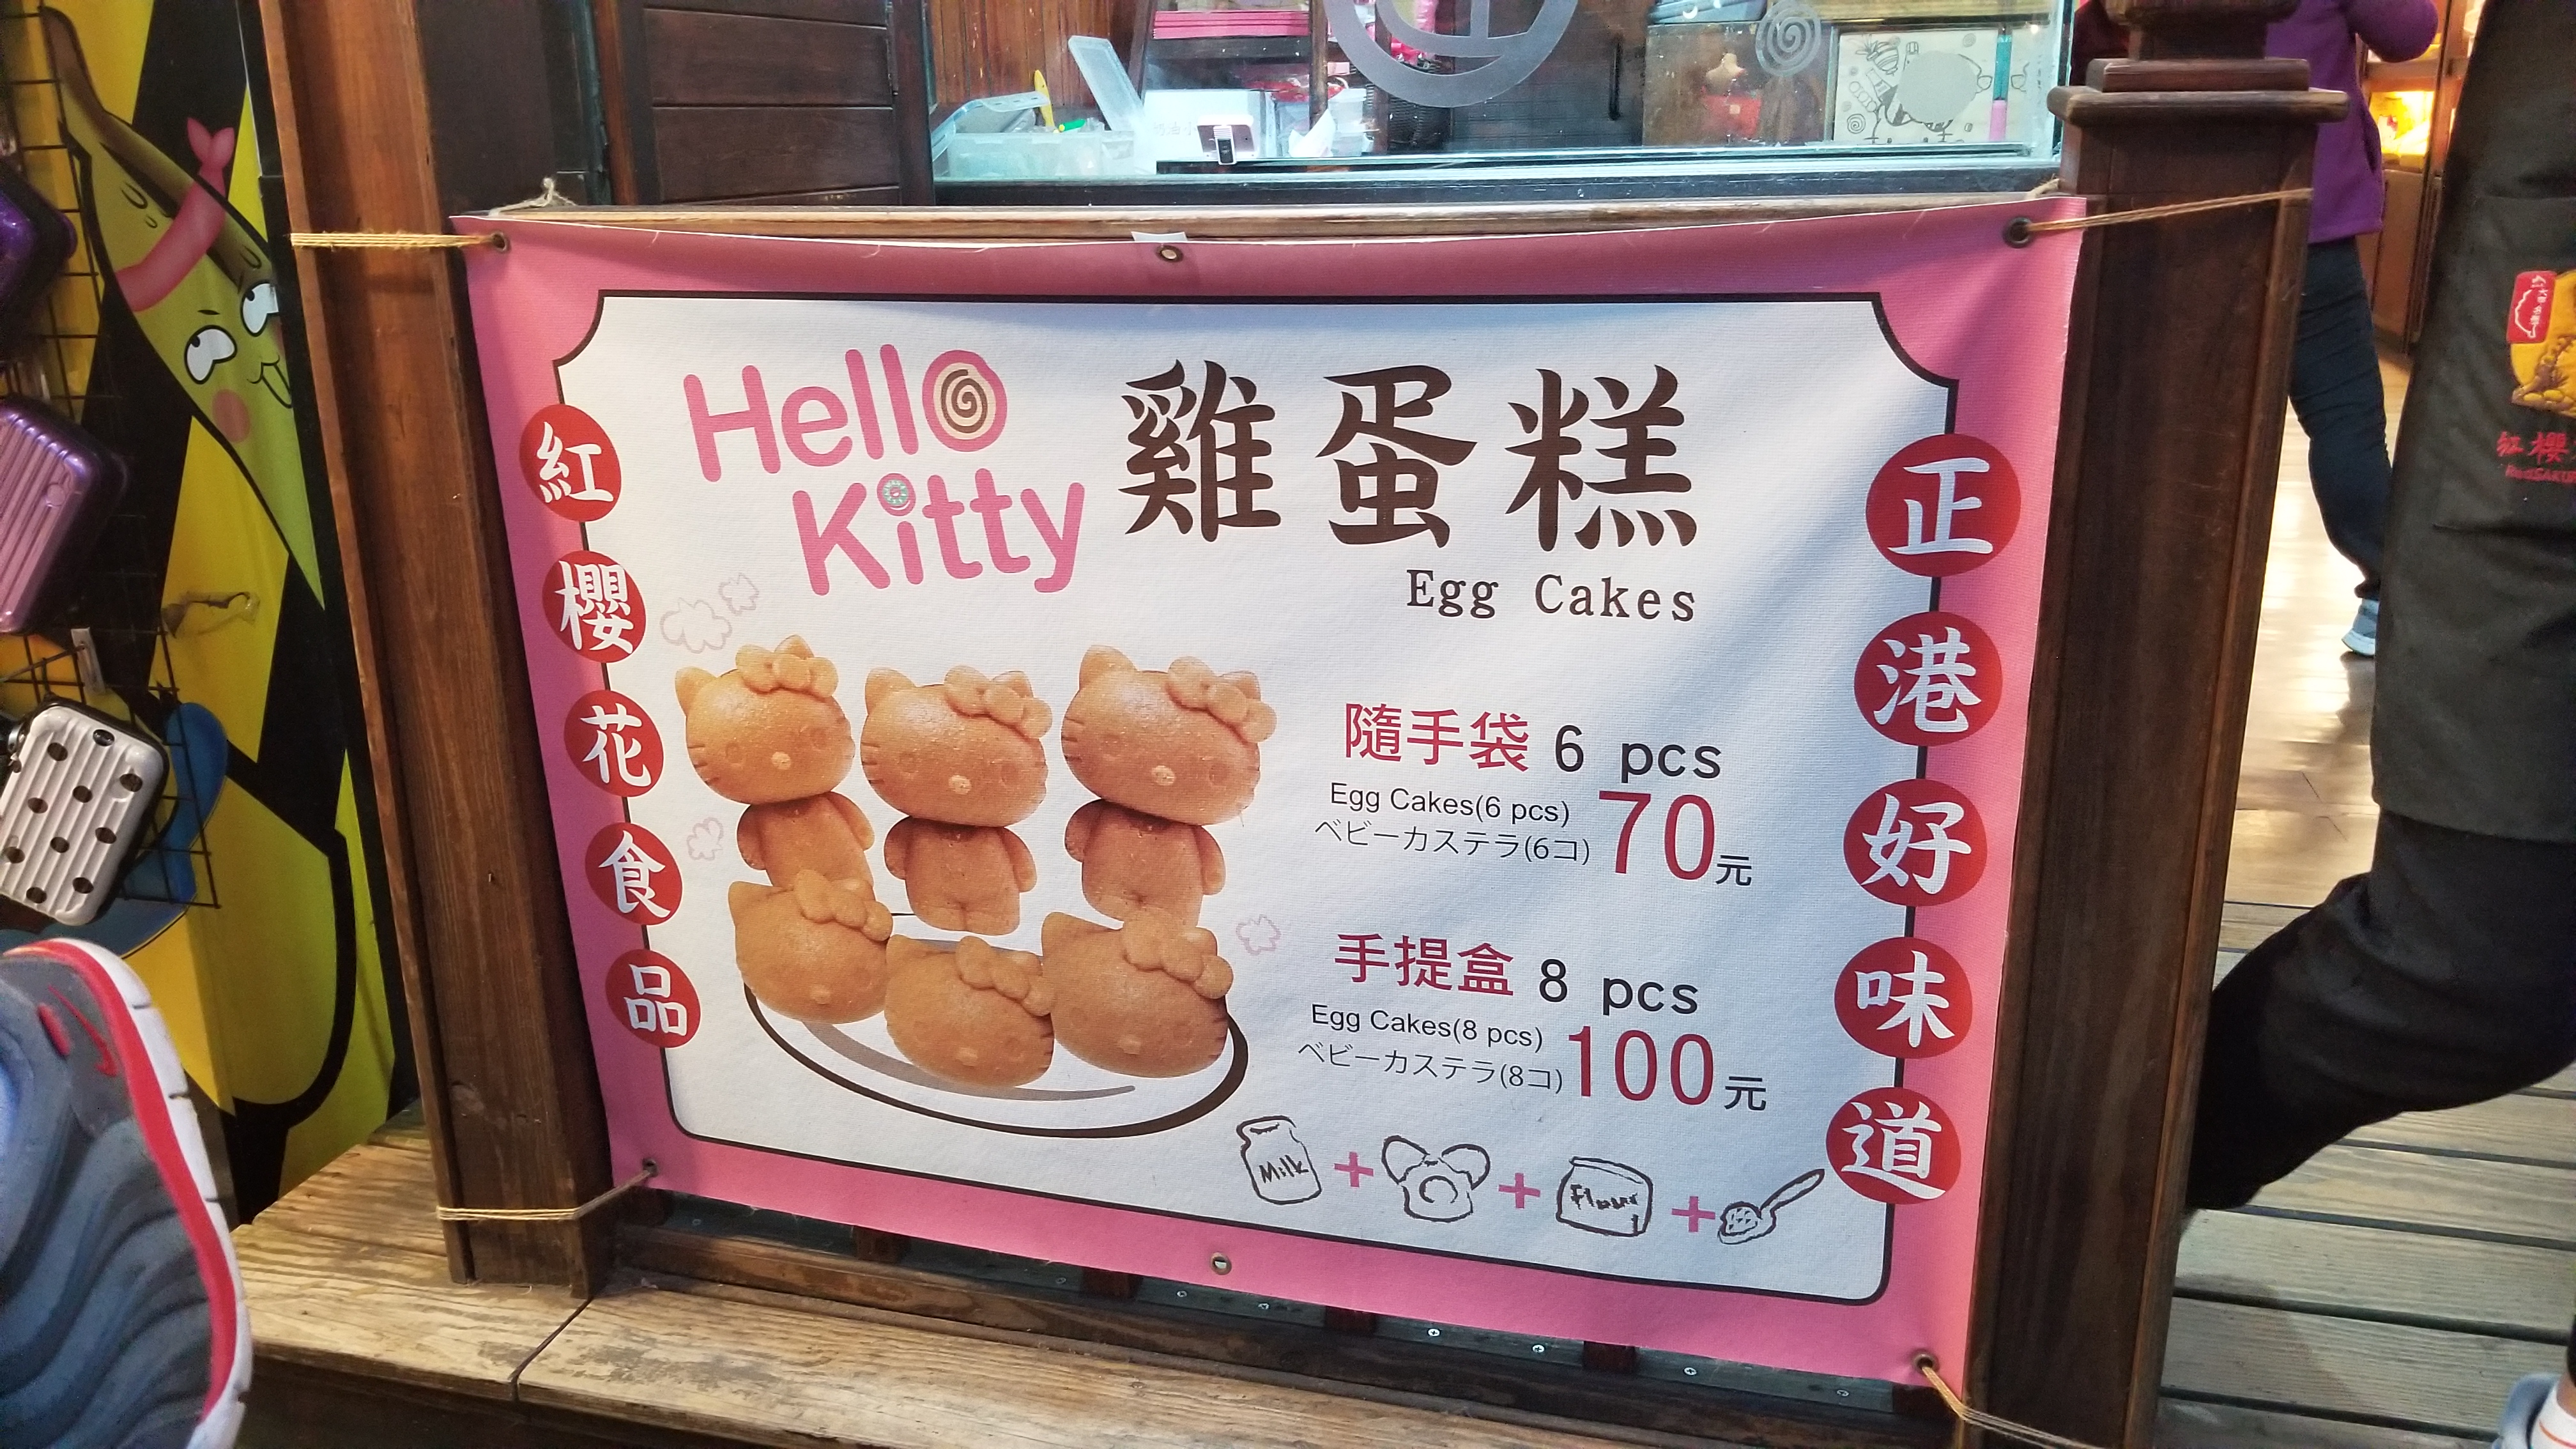 Hello
Kitty
雞蛋糕
Egg Cakes
紅櫻花食品
隨手袋 6 pcs
Egg Cakes(6 pcs)
ベビーカステラ(6コ)
70元
手提盒 8 pcs
Egg Cakes(8 pcs)
ベビーカステラ(8コ)
100元
Milk
+
+
Flour
+
正港好味道
紅櫻